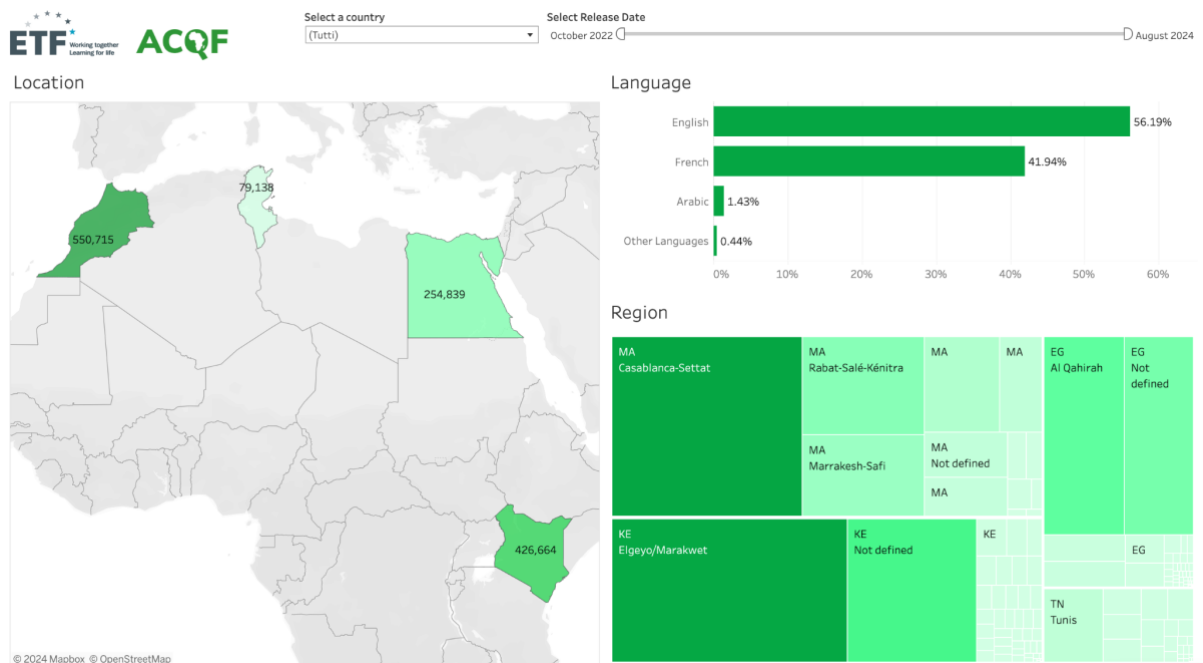 ETF
Working together
Learning for life
ACQF
Select a country
(Tutti)
Select Release Date
October 2022
August 2024
Location
79,138
550,715
254,839
426,664
© 2024 Mapbox © OpenStreetMap
Language
English
56.19%
French
41.94%
Arabic
1.43%
Other Languages
0.44%
0%
10%
20%
30%
40%
50%
60%
Region
MA
Casablanca-Settat
MA
Rabat-Salé-Kénitra
MA
MA
MA
Marrakesh-Safi
MA
Not defined
MA
EG
Al Qahirah
EG
Not
defined
KE
Elgeyo/Marakwet
KE
Not defined
KE
EG
TN
Tunis